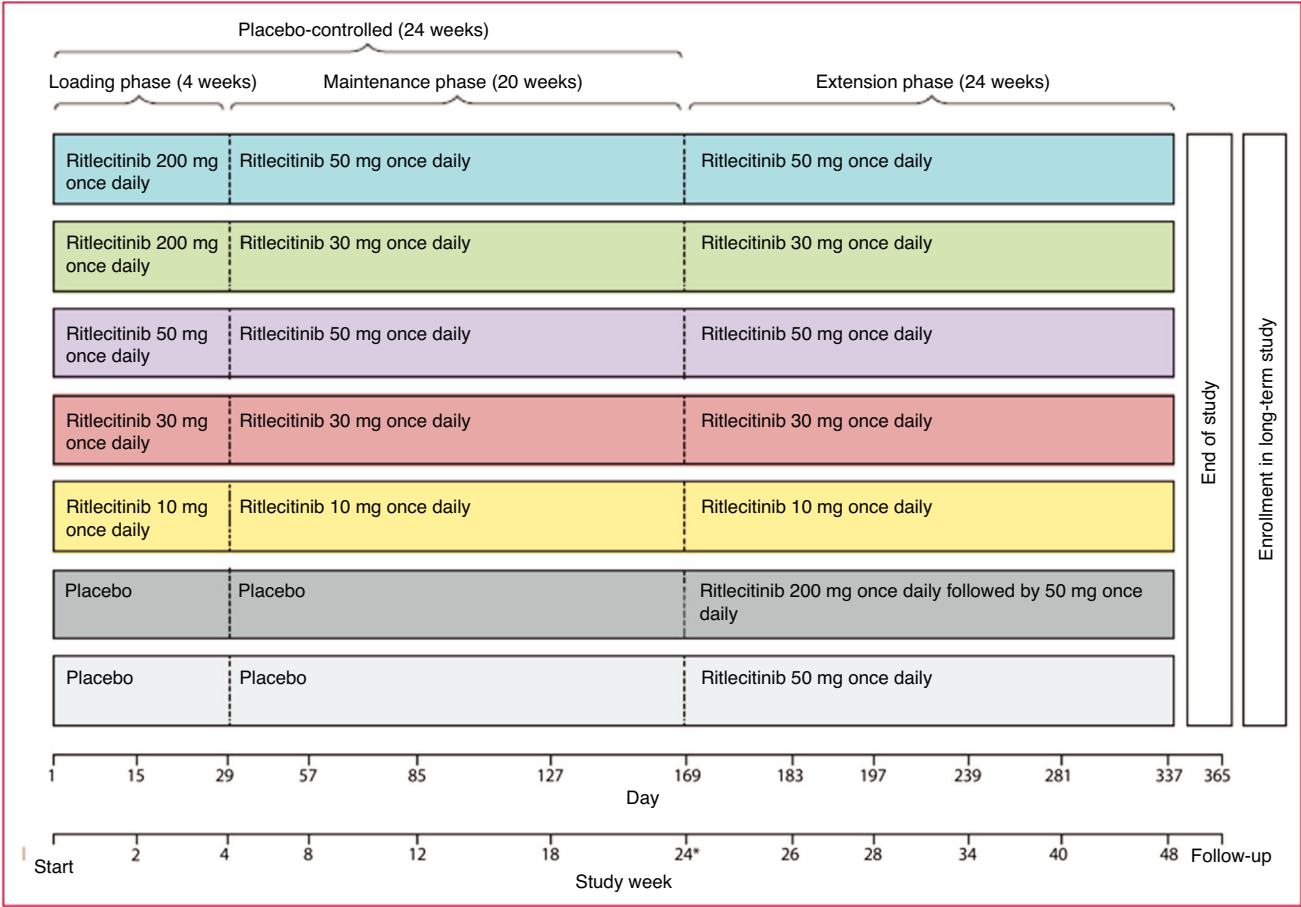 Placebo-controlled (24 weeks)
Loading phase (4 weeks)
Maintenance phase (20 weeks)
Extension phase (24 weeks)
Ritlecitinib 200 mg
once daily
Ritlecitinib 50 mg once daily
Ritlecitinib 50 mg once daily
Ritlecitinib 200 mg
once daily
Ritlecitinib 30 mg once daily
Ritlecitinib 30 mg once daily
Ritlecitinib 50 mg
once daily
Ritlecitinib 50 mg once daily
Ritlecitinib 50 mg once daily
Ritlecitinib 30 mg
once daily
Ritlecitinib 30 mg once daily
Ritlecitinib 30 mg once daily
Ritlecitinib 10 mg
once daily
Ritlecitinib 10 mg once daily
Ritlecitinib 10 mg once daily
Placebo
Placebo
Ritlecitinib 200 mg once daily followed by 50 mg once
daily
Placebo
Placebo
Ritlecitinib 50 mg once daily
End of study
Enrollment in long-term study
1 15 29 57 85 127 169 183 197 239 281 337 365
Day
Start 2 4 8 12 18 24* 26 28 34 40 48 Follow-up
Study week